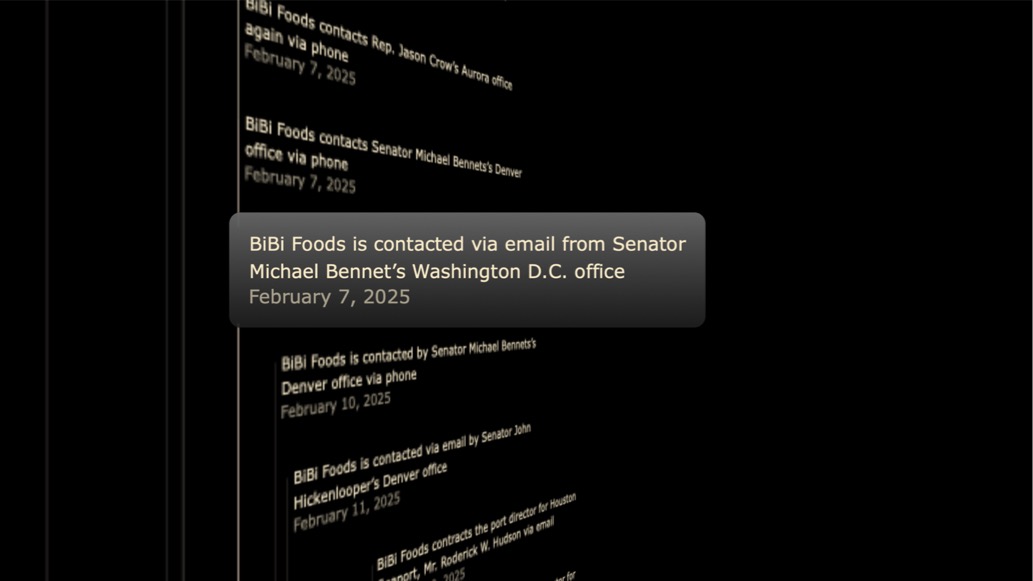 BiBi Foods contacts Rep. Jason Crow's Aurora office
again via phone
February 7, 2025
BiBi Foods contacts Senator Michael Bennets's Denver
office via phone
February 7, 2025
BiBi Foods is contacted via email from Senator
Michael Bennet’s Washington D.C. office
February 7, 2025
BiBi Foods is contacted by Senator Michael Bennets's
Denver office via phone
February 10, 2025
BiBi Foods is contacted via email by Senator John
Hickenlooper's Denver office
February 11, 2025
BiBi Foods contracts the port director for Houston
Mr. Roderick W. Hudson via email
2025